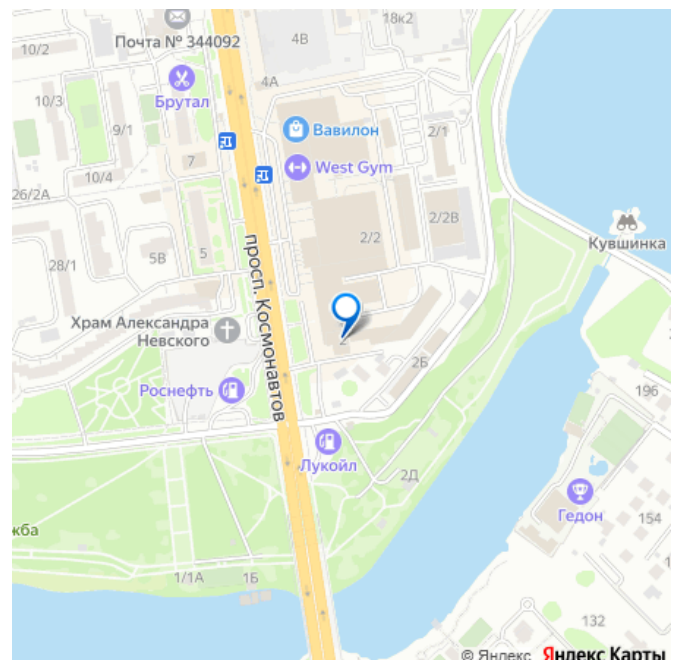 18к2
10/2
Почта № 344092
4В
4А
10/3
Брутал
9/1
Вавилон
2/1
7
West Gym
10/4
26/2А
2/2В
2/2
Кувшинка
5
5В
28/1
просп. Космонавтов
Храм Александра
Невского
2
2Б
Роснефть
196
Лукойл
2Д
Гедон
154
жба
1/1А
1Б
132
© Яндекс Яндекс Карты